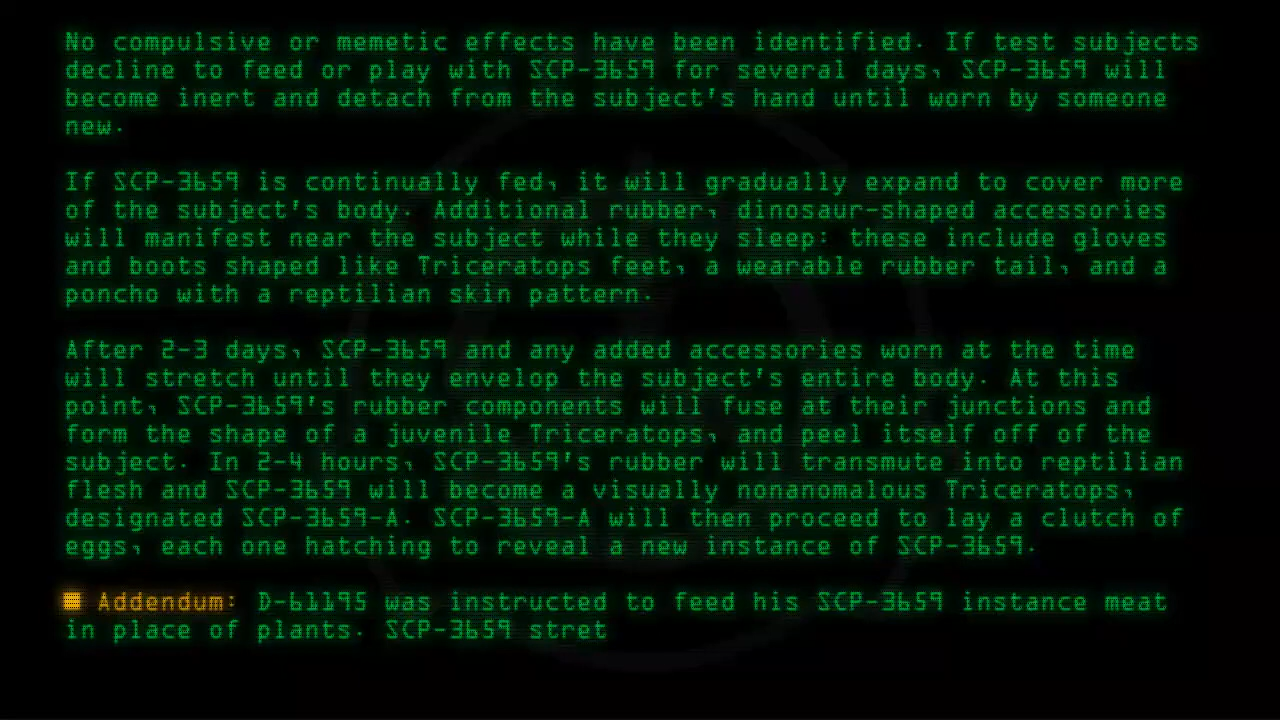 No compulsive or memetic effects have been identified. If test subjects
decline to feed or play with SCP-3659 for several days, SCP-3659 will
become inert and detach from the subject's hand until worn by someone
new.
If SCP-3659 is continually fed, it will gradually expand to cover more
of the subject's body. Additional rubber, dinosaur-shaped accessories
will manifest near the subject while they sleep: these include gloves
and boots shaped like Triceratops feet, a wearable rubber tail, and a
poncho with a reptilian skin pattern.
After 2-3 days, SCP-3659 and any added accessories worn at the time
will stretch until they envelop the subject's entire body. At this
point, SCP-3659's rubber components will fuse at their junctions and
form the shape of a juvenile Triceratops, and peel itself off of the
subject. In 2-4 hours, SCP-3659's rubber will transmute into reptilian
flesh and SCP-3659 will become a visually nonanomalous Triceratops,
designated SCP-3659-A. SCP-3659-A will then proceed to lay a clutch of
eggs, each one hatching to reveal a new instance of SCP-3659.
Addendum: D-61195 was instructed to feed his SCP-3659 instance meat
in place of plants. SCP-3659 stret